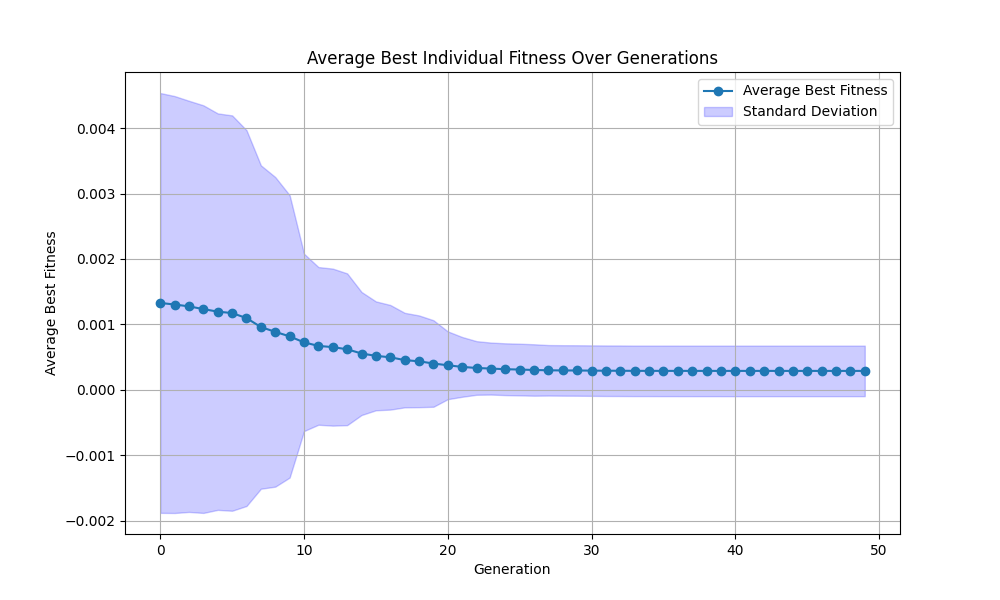 Average Best Individual Fitness Over Generations
Average Best Fitness
Standard Deviation
Average Best Fitness
0.004
0.003
0.002
0.001
0.000
−0.001
−0.002
0 10 20 30 40 50
Generation